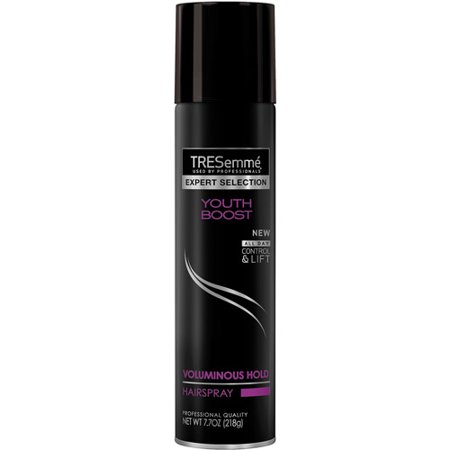 TRESemmé
USED BY PROFESSIONALS
EXPERT SELECTION
YOUTH
BOOST
NEW
ALL DAY
CONTROL
& LIFT
VOLUMINOUS HOLD
HAIRSPRAY
PROFESSIONAL QUALITY
NET WT 7.7OZ (218g)